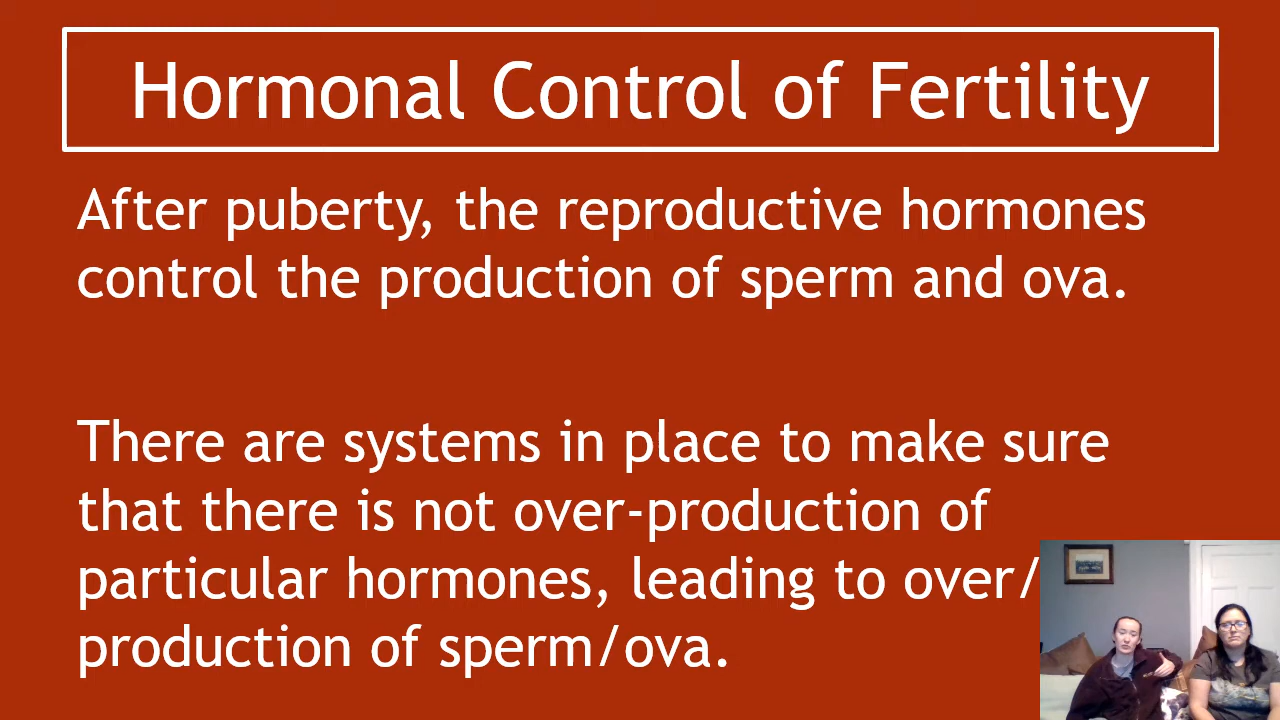 Hormonal Control of Fertility
After puberty, the reproductive hormones
control the production of sperm and ova.
There are systems in place to make sure
that there is not over-production of
particular hormones, leading to over/
production of sperm/ova.